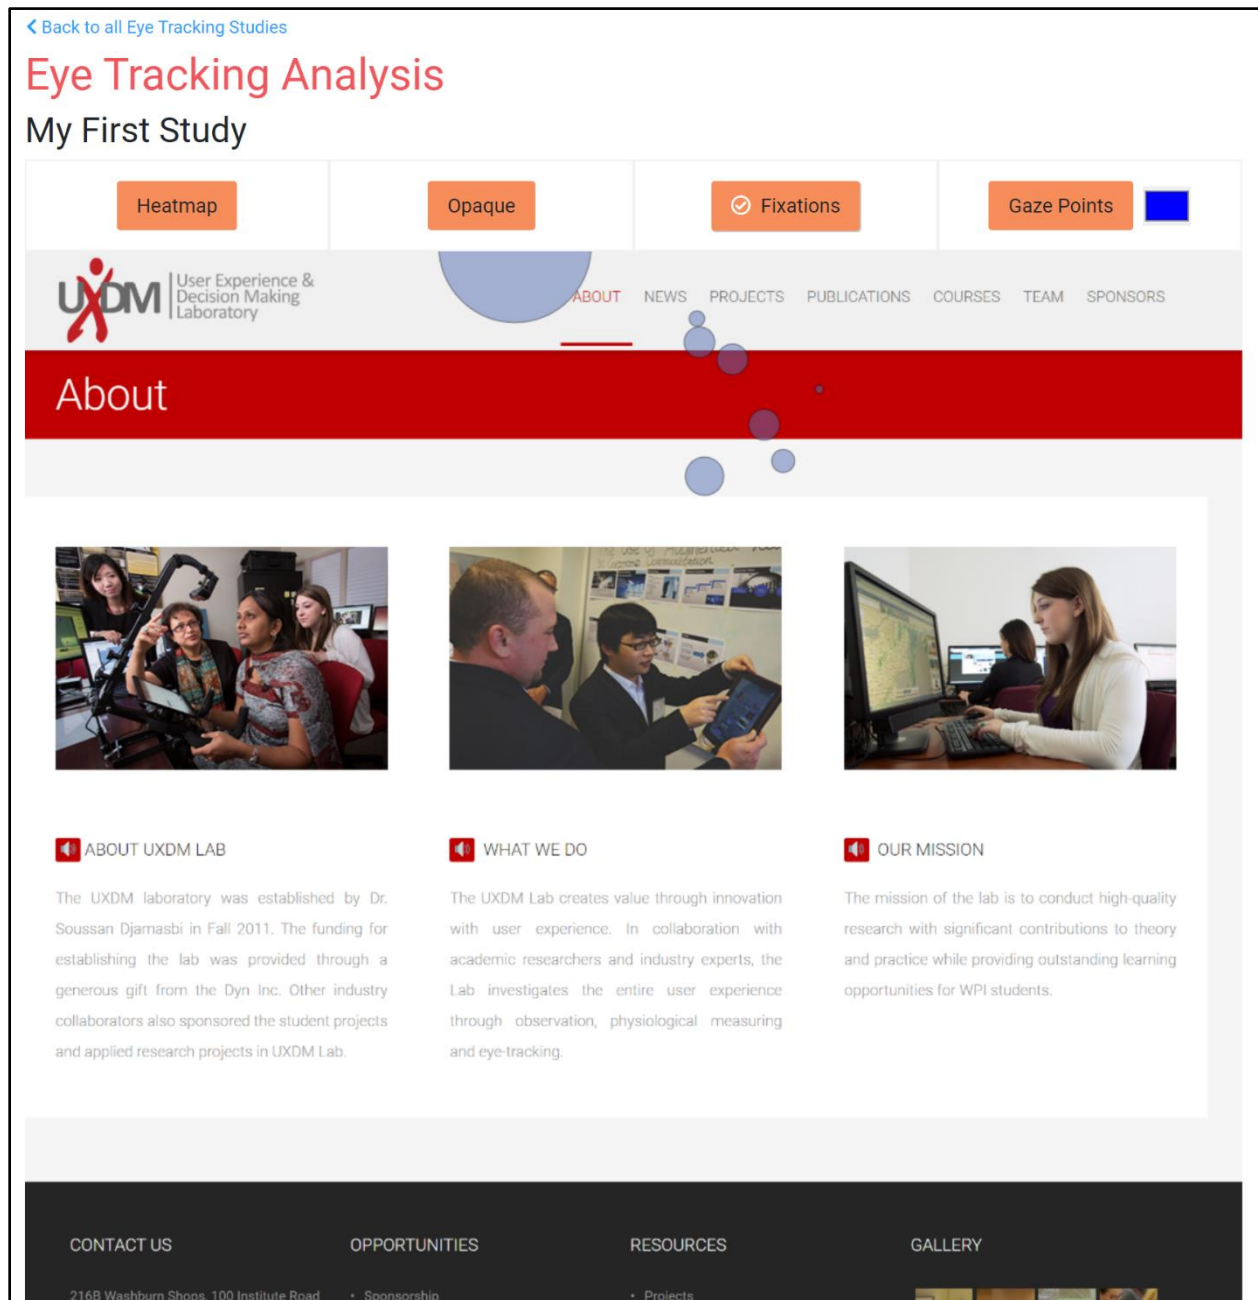 Back to all Eye Tracking Studies
Eye Tracking Analysis
My First Study
Heatmap
Opaque
Fixations
Gaze Points
UXDM
User Experience &
Decision Making
Laboratory
ABOUT NEWS PROJECTS PUBLICATIONS COURSES TEAM SPONSORS
About
ABOUT UXDM LAB
The UXDM laboratory was established by Dr.
Soussan Djamasbi in Fall 2011. The funding for
establishing the lab was provided through a
generous gift from the Dyn Inc. Other industry
collaborators also sponsored the student projects
and applied research projects in UXDM Lab.
WHAT WE DO
The UXDM Lab creates value through innovation
with user experience. In collaboration with
academic researchers and industry experts, the
Lab investigates the entire user experience
through observation, physiological measuring
and eye-tracking.
OUR MISSION
The mission of the lab is to conduct high-quality
research with significant contributions to theory
and practice while providing outstanding learning
opportunities for WPI students.
CONTACT US
216B Washburn Shops, 100 Institute Road
OPPORTUNITIES
• Sponsorship
RESOURCES
• Projects
GALLERY